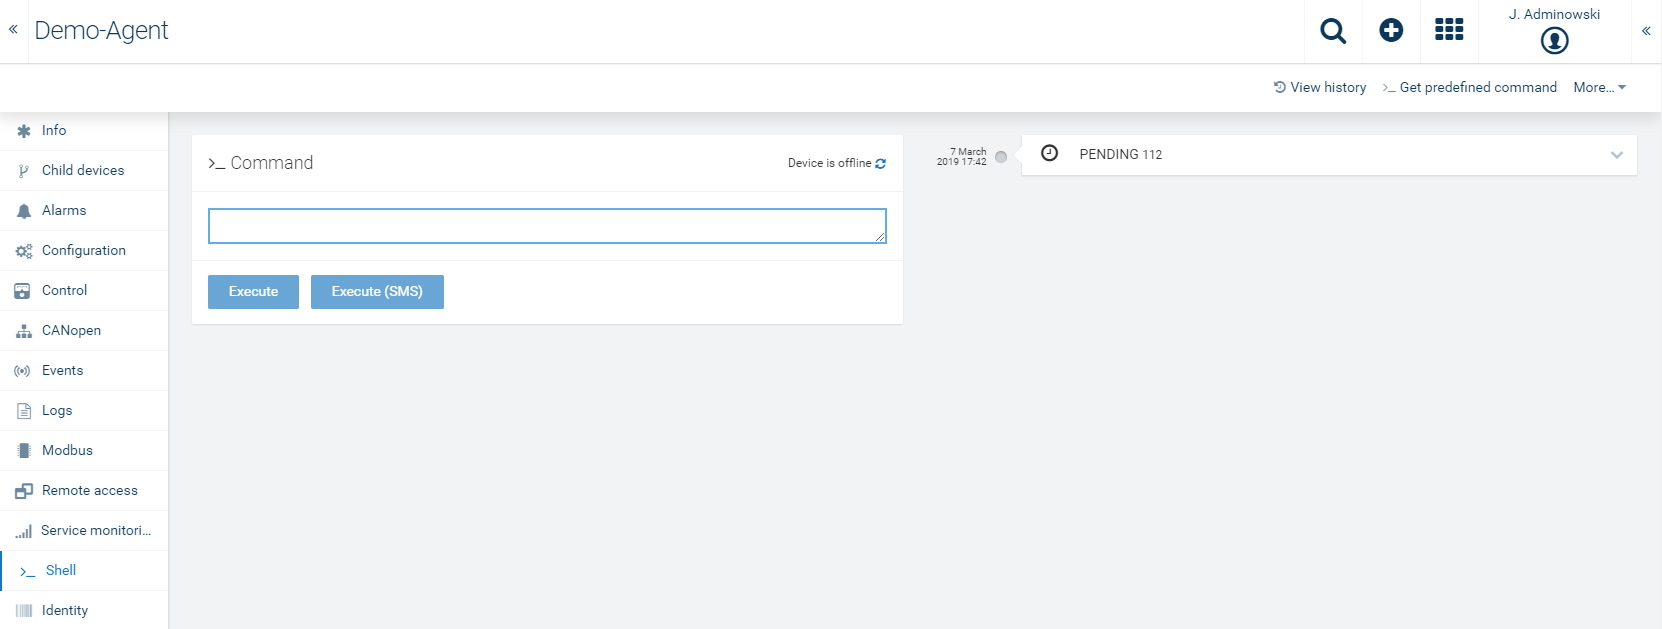 Demo-Agent
J. Adminowski
View history
Get predefined command
More...
Info
Child devices
Alarms
Configuration
Control
CANopen
Events
Logs
Modbus
Remote access
Service monitori...
Shell
Identity
>_ Command
Device is offline
Execute
Execute (SMS)
7 March
2019 17:42
PENDING 112